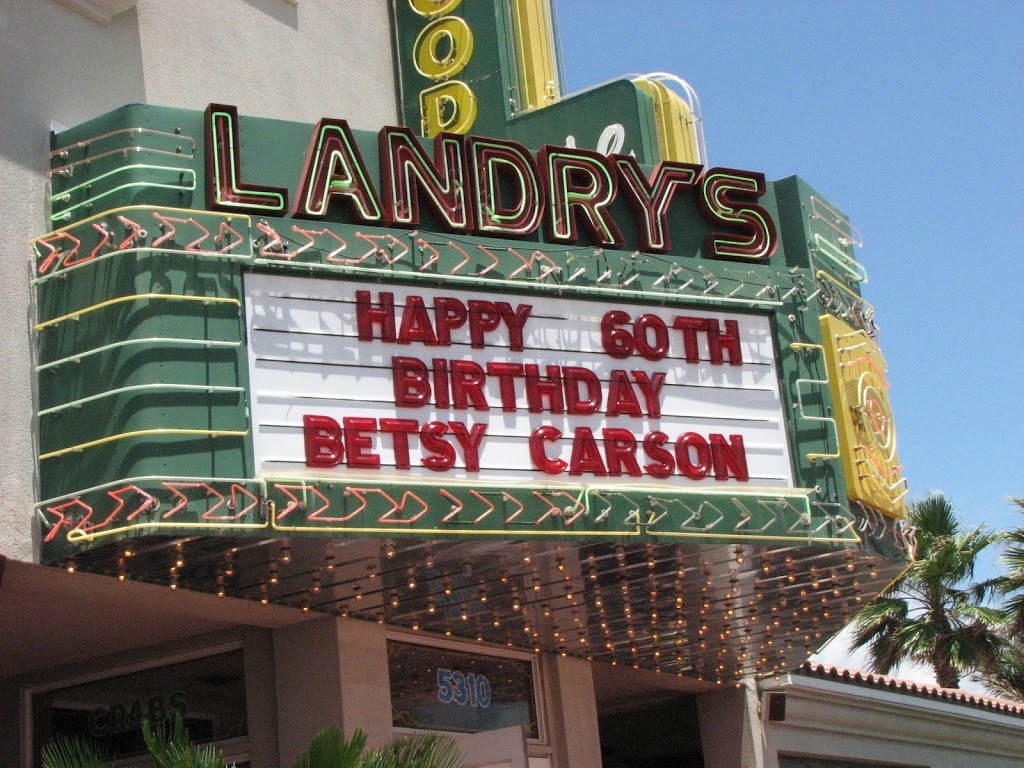 OOD
LANDRY'S
HAPPY 60TH
BIRTHDAY
BETSY CARSON
5310
CRABS